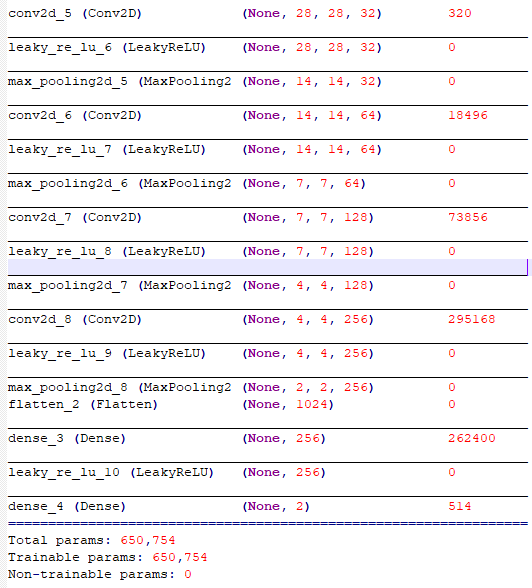 conv2d_5 (Conv2D) (None, 28, 28, 32) 320
leaky_re_lu_6 (LeakyReLU) (None, 28, 28, 32) 0
max_pooling2d_5 (MaxPooling2 (None, 14, 14, 32) 0
conv2d_6 (Conv2D) (None, 14, 14, 64) 18496
leaky_re_lu_7 (LeakyReLU) (None, 14, 14, 64) 0
max_pooling2d_6 (MaxPooling2 (None, 7, 7, 64) 0
conv2d_7 (Conv2D) (None, 7, 7, 128) 73856
leaky_re_lu_8 (LeakyReLU) (None, 7, 7, 128) 0
max_pooling2d_7 (MaxPooling2 (None, 4, 4, 128) 0
conv2d_8 (Conv2D) (None, 4, 4, 256) 295168
leaky_re_lu_9 (LeakyReLU) (None, 4, 4, 256) 0
max_pooling2d_8 (MaxPooling2 (None, 2, 2, 256) 0
flatten_2 (Flatten) (None, 1024) 0
dense_3 (Dense) (None, 256) 262400
leaky_re_lu_10 (LeakyReLU) (None, 256) 0
dense_4 (Dense) (None, 2) 514
Total params: 650,754
Trainable params: 650,754
Non-trainable params: 0